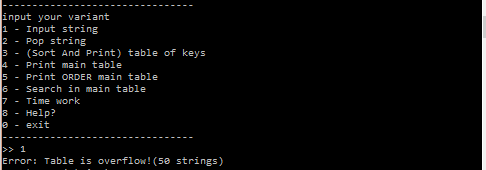 --------------------------------
input your variant
1 - Input string
2 - Pop string
3 - (Sort And Print) table of keys
4 - Print main table
5 - Print ORDER main table
6 - Search in main table
7 - Time work
8 - Help?
0 - exit
--------------------------------
>> 1
Error: Table is overflow!(50 strings)